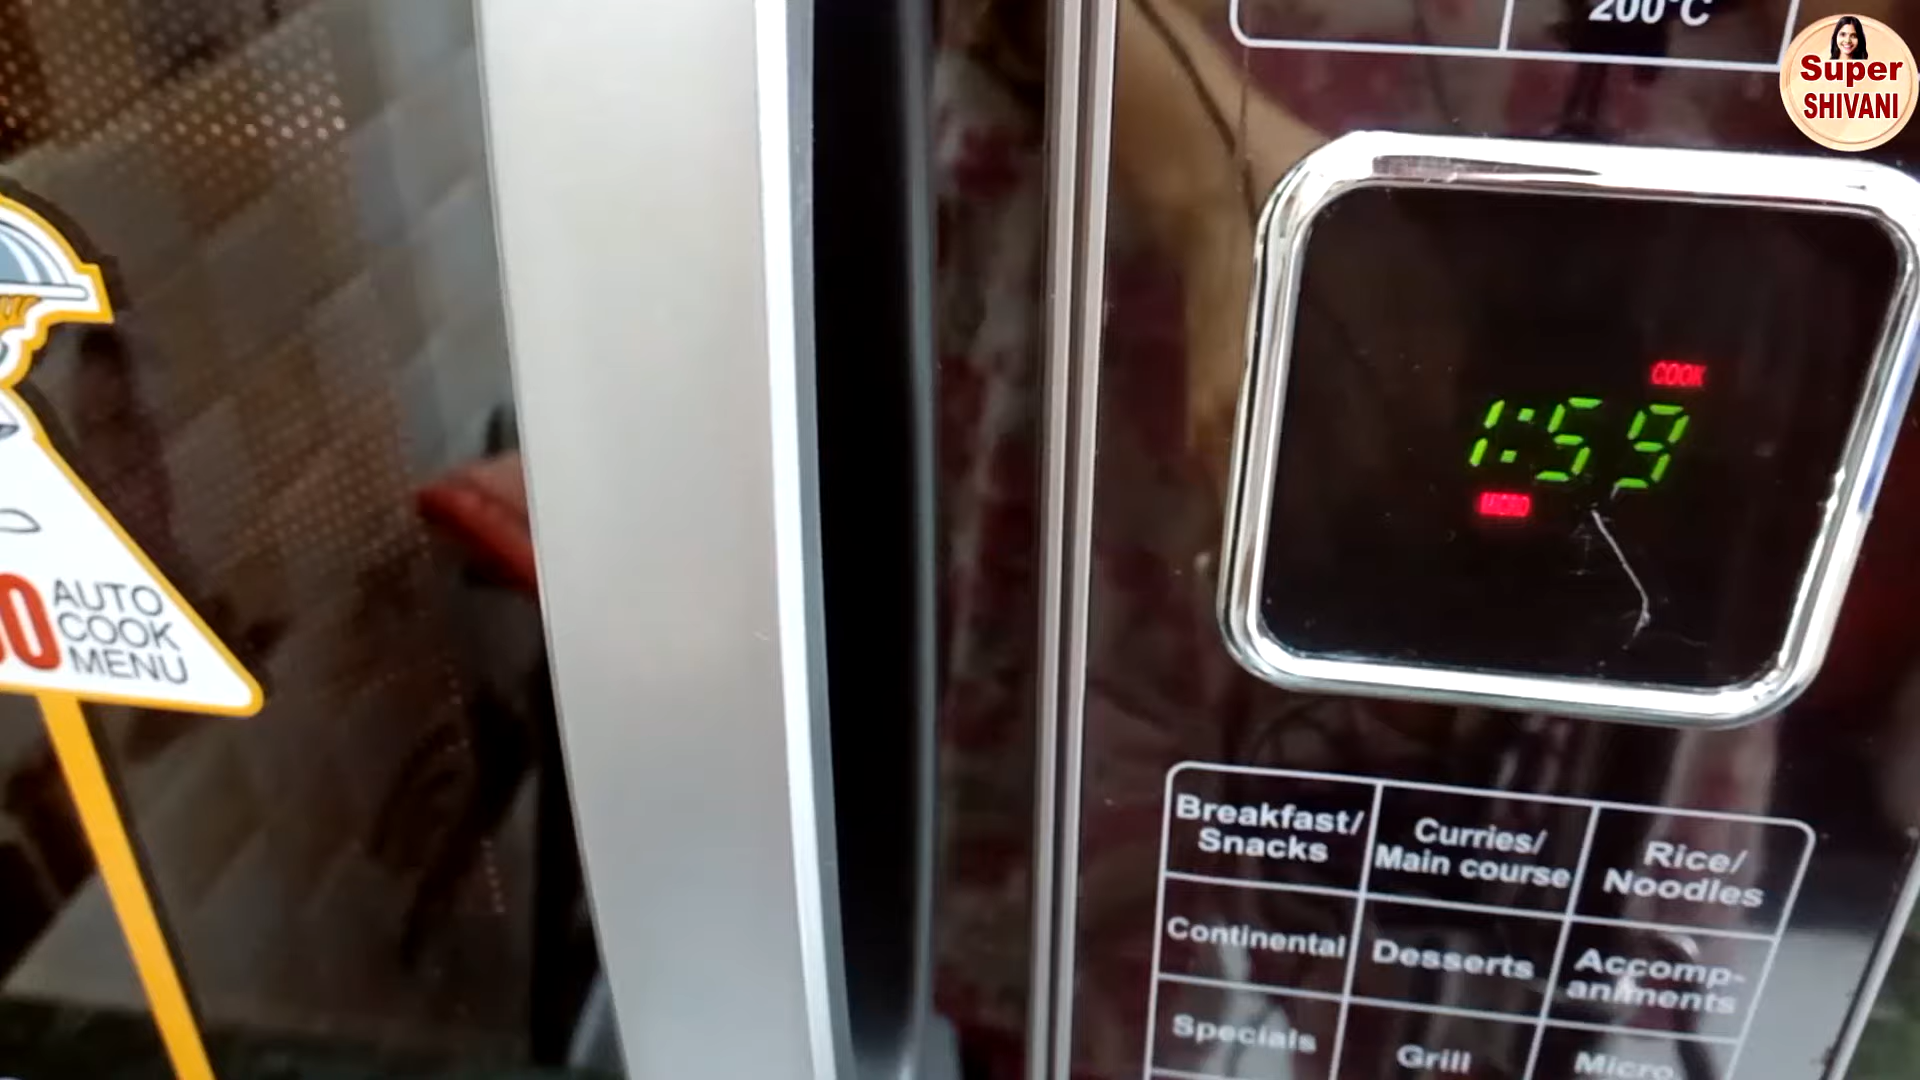 200°C
Super
SHIVANI
COOK
1:59
MICRO
AUTO
COOK
MENU
Breakfast/
Snacks
Curries/
Main course
Rice/
Noodles
Continental
Desserts
Accomp-
animents
Specials
Grill
Micro